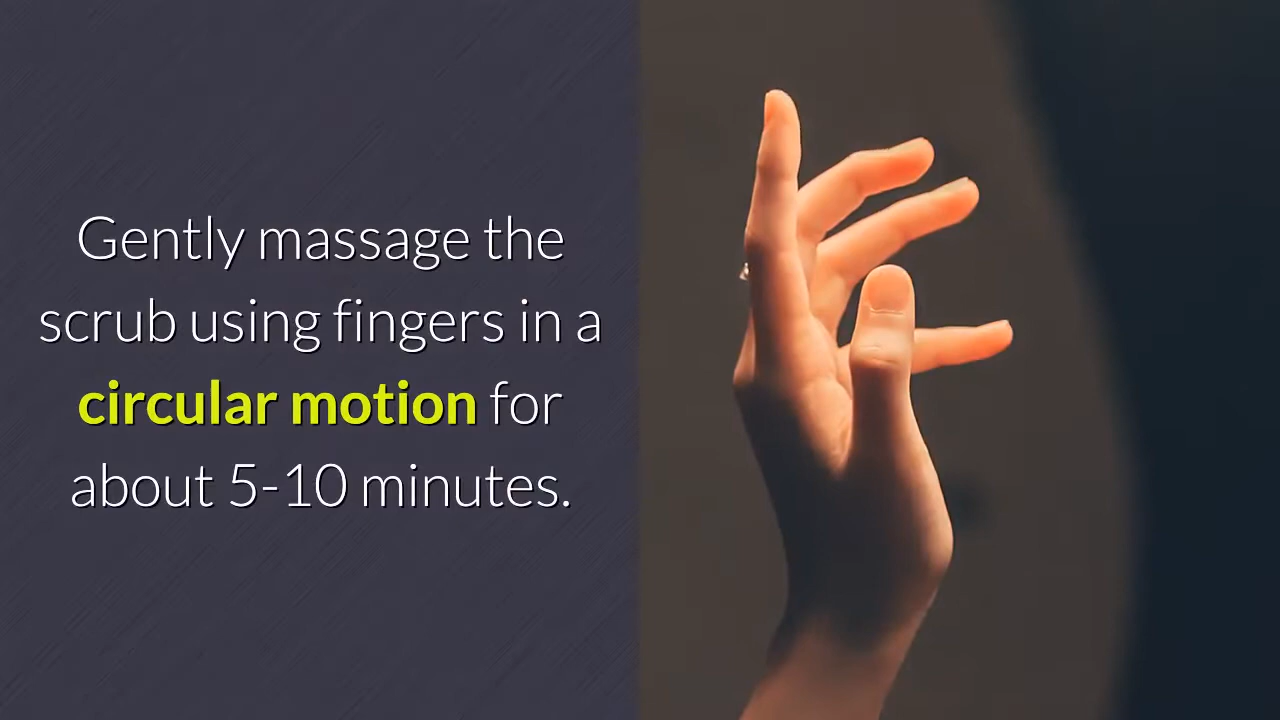 Gently massage the
scrub using fingers in a
circular motion for
about 5-10 minutes.